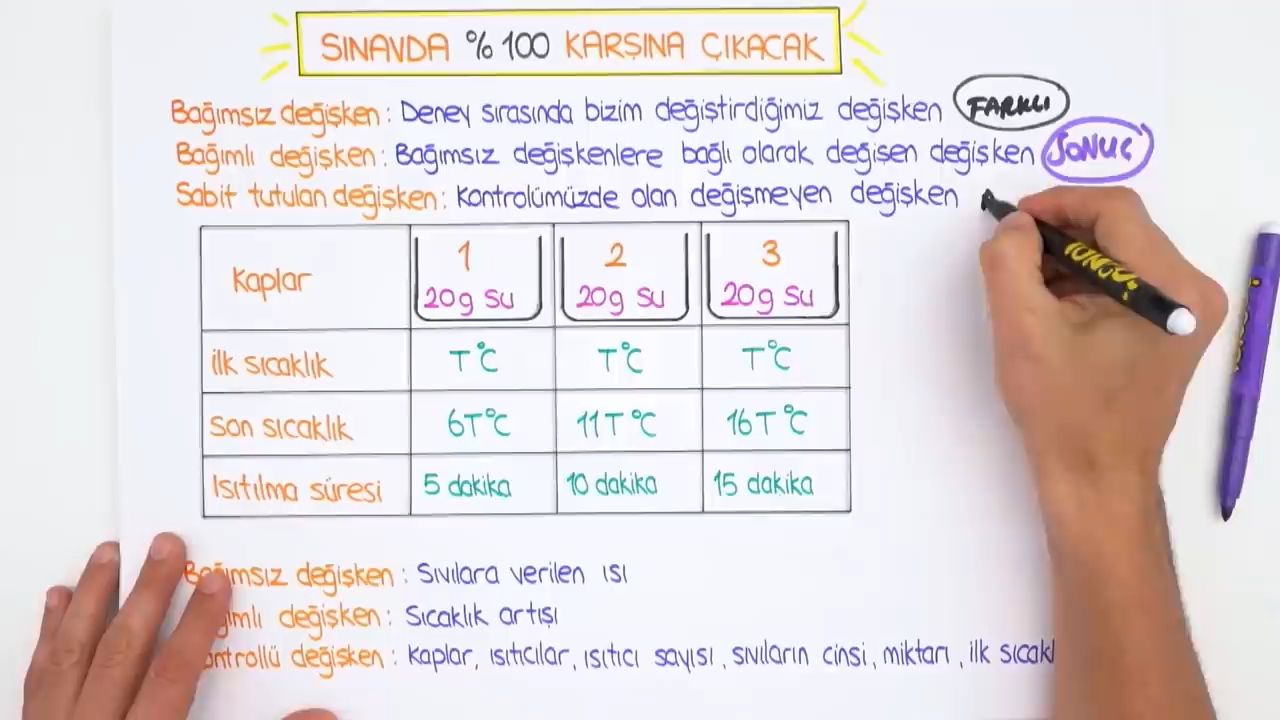 SINAVDA %100 KARŞINA ÇIKACAK
Bağımsız değişken: Deney sırasında bizim değiştirdiğimiz değişken FARKLI
Bağımlı değişken: Bağımsız değişkenlere bağlı olarak değişen değişken SONUÇ
Sabit tutulan değişken: Kontrolümüzde olan değişmeyen değişken
Kaplar 1 2 3
20g su 20g su 20g su
ilk sıcaklık T°C T°C T°C
Son sıcaklık 6T°C 11T°C 16T°C
Isıtılma süresi 5 dakika 10 dakika 15 dakika
Bağımsız değişken: Sıvılara verilen ısı
değişken: Sıcaklık artışı
değişken: Kaplar, ısıtıcılar, ısıtıcı sayısı, sıvıların cinsi, miktarı, ilk